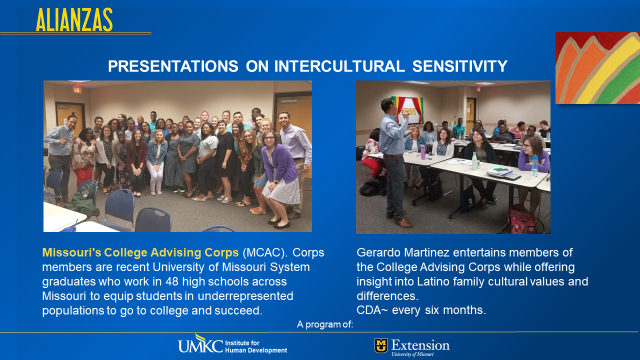 ALIANZAS
PRESENTATIONS ON INTERCULTURAL SENSITIVITY
Missouri's College Advising Corps (MCAC). Corps
members are recent University of Missouri System
graduates who work in 48 high schools across
Missouri to equip students in underrepresented
populations to go to college and succeed.
Gerardo Martinez entertains members of
the College Advising Corps while offering
insight into Latino family cultural values and
differences.
CDA~ every six months.
A program of:
UMKC Institute for
Human Development
MU Extension
University of Missouri